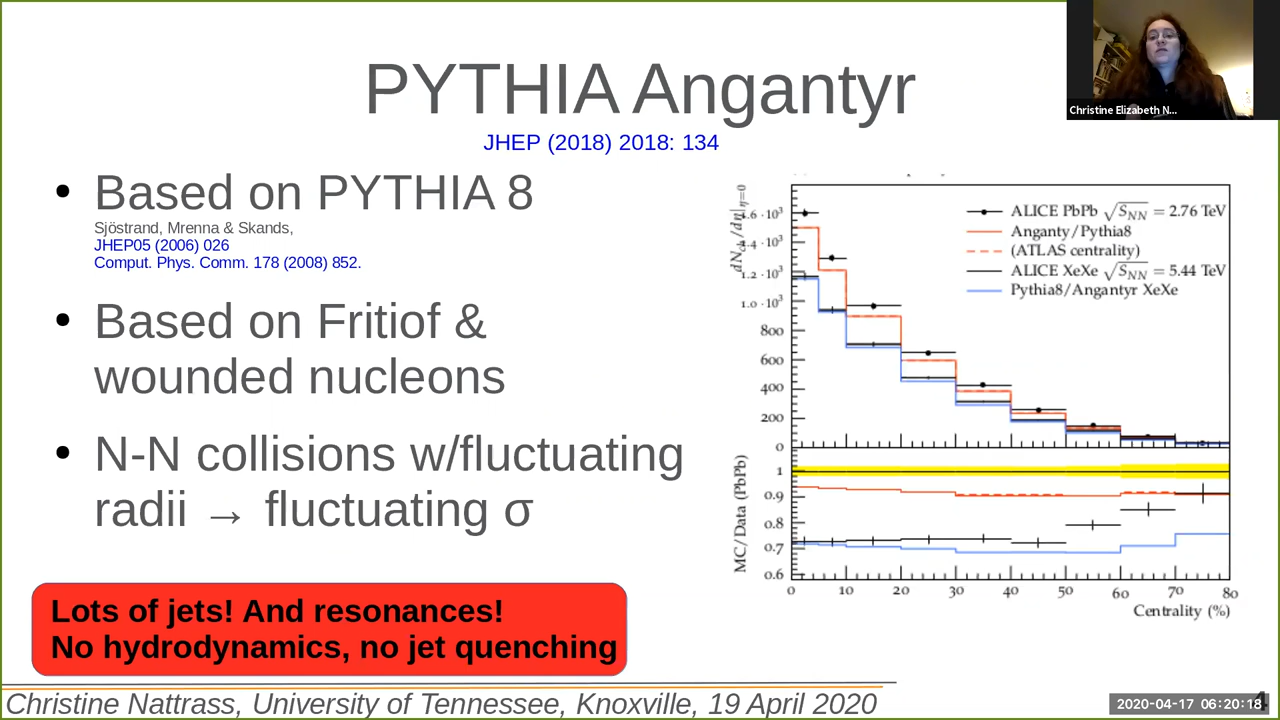 Christine Elizabeth N...
PYTHIA Angantyr
JHEP (2018) 2018: 134
• Based on PYTHIA 8
Sjöstrand, Mrenna & Skands,
JHEP05 (2006) 026
Comput. Phys. Comm. 178 (2008) 852.
• Based on Fritiof &
wounded nucleons
• N-N collisions w/fluctuating
radii → fluctuating σ
Lots of jets! And resonances!
No hydrodynamics, no jet quenching
dN_ch/dη|η=0
1.6 ·10³
1.4 ·10³
1.2 ·10³
1.0 ·10³
800
600
400
200
0
ALICE PbPb √S_NN = 2.76 TeV
Anganty/Pythia8
(ATLAS centrality)
ALICE XeXe √S_NN = 5.44 TeV
Pythia8/Angantyr XeXe
MC/Data (PbPb)
1
0.9
0.8
0.7
0.6
0 10 20 30 40 50 60 70 80
Centrality (%)
Christine Nattrass, University of Tennessee, Knoxville, 19 April 2020
4
2020-04-17 06:20:18